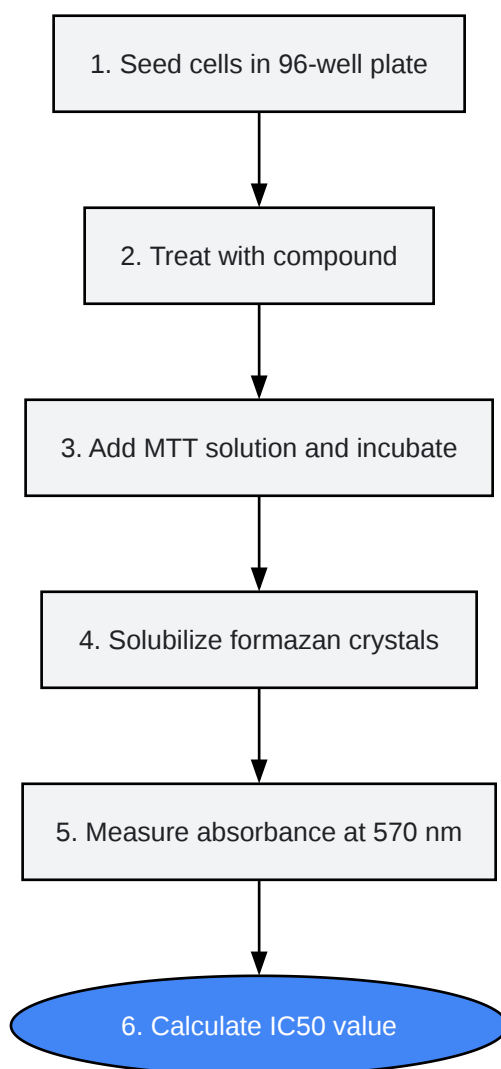 1. Seed cells in 96-well plate
2. Treat with compound
3. Add MTT solution and incubate
4. Solubilize formazan crystals
5. Measure absorbance at 570 nm
6. Calculate IC50 value